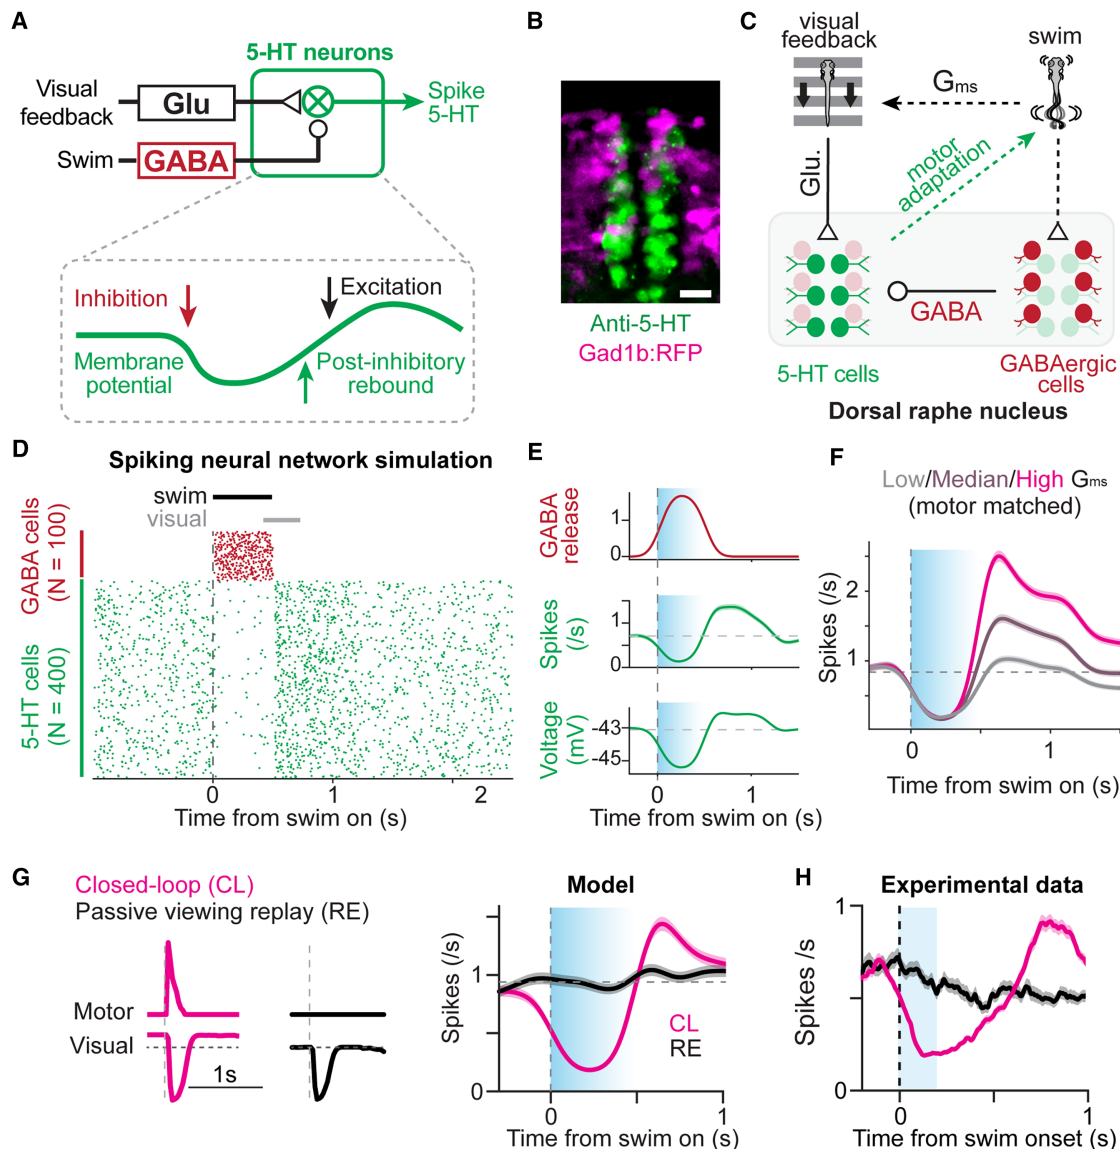 A
5-HT neurons
Visual
feedback
Glu
Spike
5-HT
Swim
GABA
Inhibition
Excitation
Membrane
potential
Post-inhibitory
rebound
B
Anti-5-HT
Gad1b:RFP
C
visual
feedback
swim
Gms
Glu.
motor
adaptation
GABA
5-HT cells
GABAergic
cells
Dorsal raphe nucleus
D
Spiking neural network simulation
swim
visual
GABA cells
(N = 100)
5-HT cells
(N = 400)
0
1
2
Time from swim on (s)
E
GABA
release
1
0
Spikes
(/s)
1
0
Voltage
(mV)
-43
-45
0
1
Time from swim on (s)
F
Low/Median/High Gms
(motor matched)
Spikes (/s)
2
1
0
1
Time from swim on (s)
G
Closed-loop (CL)
Passive viewing replay (RE)
Motor
Visual
1s
Model
Spikes (/s)
1
0
CL
RE
0
1
Time from swim on (s)
H
Experimental data
Spikes /s
1
0
0
1
Time from swim onset (s)